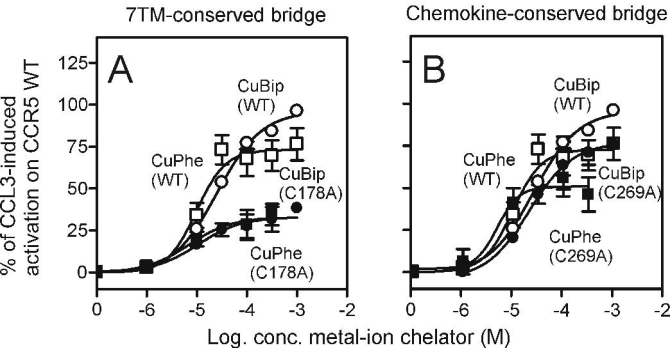 7TM-conserved bridge
Chemokine-conserved bridge
% of CCL3-induced
activation on CCR5 WT
125
100
75
50
25
0
A
CuBip
(WT)
CuPhe
(WT)
CuBip
(C178A)
CuPhe
(C178A)
0 -6 -5 -4 -3 -2
B
CuBip
(WT)
CuPhe
(WT)
CuBip
(C269A)
CuPhe
(C269A)
0 -6 -5 -4 -3 -2
Log. conc. metal-ion chelator (M)